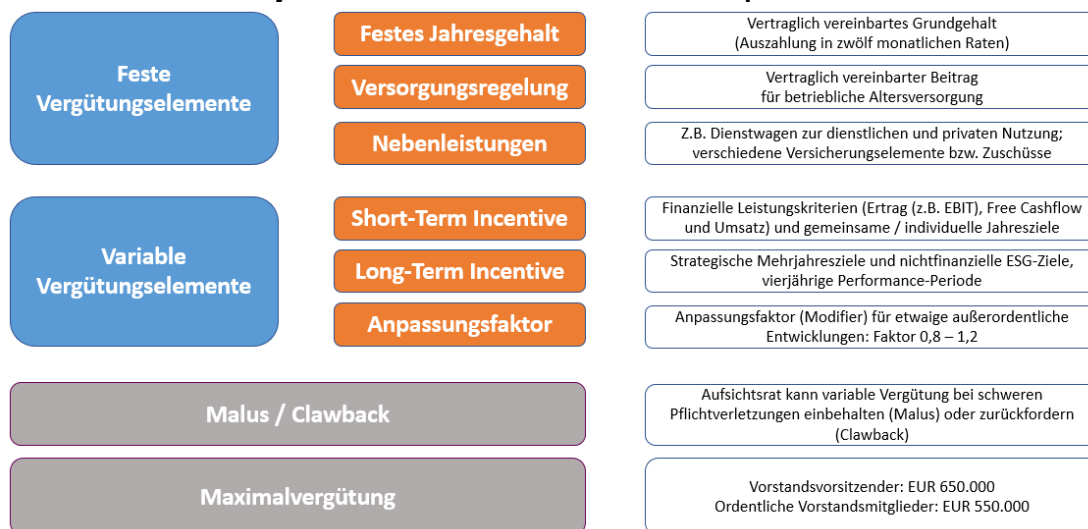 Feste
Vergütungselemente
Festes Jahresgehalt
Vertraglich vereinbartes Grundgehalt
(Auszahlung in zwölf monatlichen Raten)
Versorgungsregelung
Vertraglich vereinbarter Beitrag
für betriebliche Altersversorgung
Nebenleistungen
Z.B. Dienstwagen zur dienstlichen und privaten Nutzung;
verschiedene Versicherungselemente bzw. Zuschüsse
Variable
Vergütungselemente
Short-Term Incentive
Finanzielle Leistungskriterien (Ertrag (z.B. EBIT), Free Cashflow
und Umsatz) und gemeinsame / individuelle Jahresziele
Long-Term Incentive
Strategische Mehrjahresziele und nichtfinanzielle ESG-Ziele,
vierjährige Performance-Periode
Anpassungsfaktor
Anpassungsfaktor (Modifier) für etwaige außerordentliche
Entwicklungen: Faktor 0,8 – 1,2
Malus / Clawback
Aufsichtsrat kann variable Vergütung bei schweren
Pflichtverletzungen einbehalten (Malus) oder zurückfordern
(Clawback)
Maximalvergütung
Vorstandsvorsitzender: EUR 650.000
Ordentliche Vorstandsmitglieder: EUR 550.000